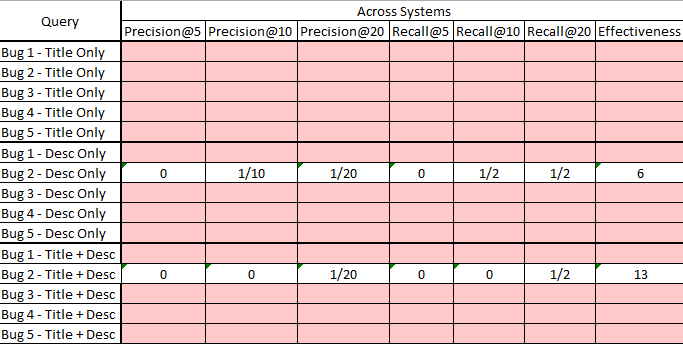 Query Across Systems
Precision@5 Precision@10 Precision@20 Recall@5 Recall@10 Recall@20 Effectiveness
Bug 1 - Title Only
Bug 2 - Title Only
Bug 3 - Title Only
Bug 4 - Title Only
Bug 5 - Title Only
Bug 1 - Desc Only
Bug 2 - Desc Only 0 1/10 1/20 0 1/2 1/2 6
Bug 3 - Desc Only
Bug 4 - Desc Only
Bug 5 - Desc Only
Bug 1 - Title + Desc
Bug 2 - Title + Desc 0 0 1/20 0 0 1/2 13
Bug 3 - Title + Desc
Bug 4 - Title + Desc
Bug 5 - Title + Desc